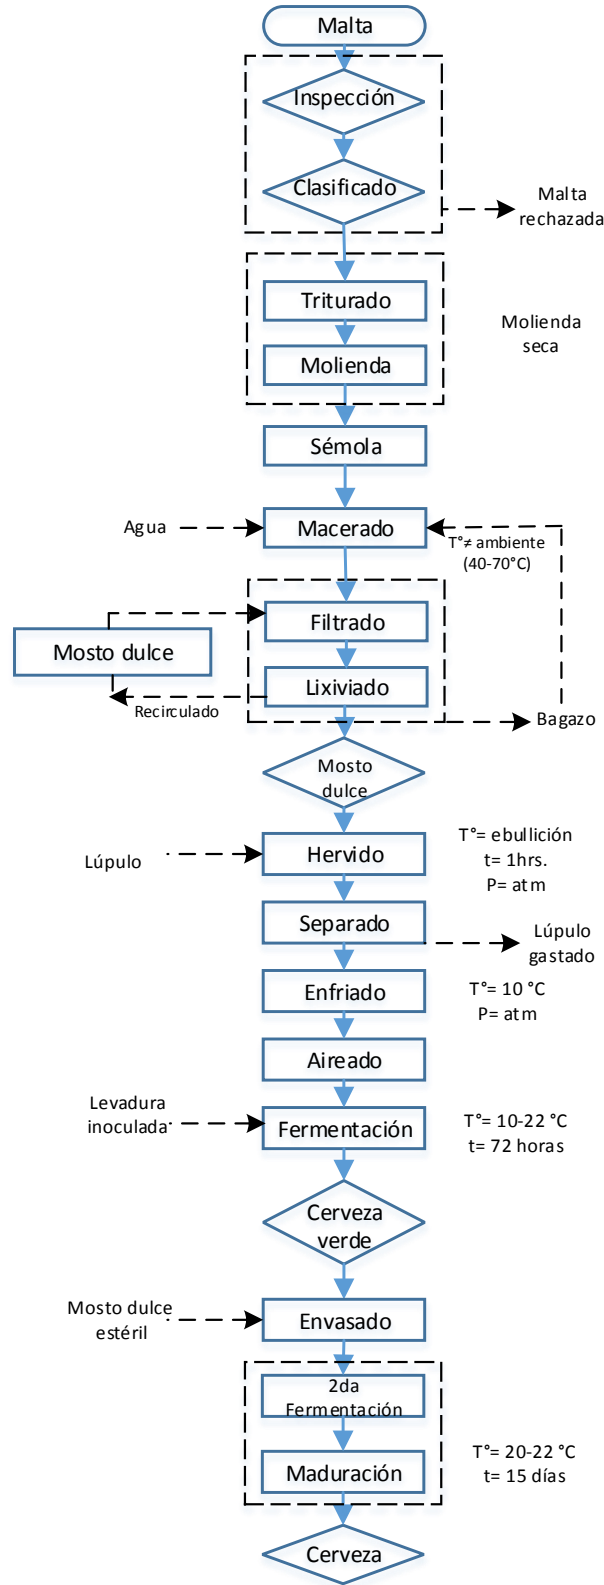 Malta
Inspección
Clasificado
Malta
rechazada
Triturado
Molienda
seca
Molienda
Sémola
Agua
Macerado
T°≠ ambiente
(40-70°C)
Filtrado
Mosto dulce
Lixiviado
Recirculado
Bagazo
Mosto
dulce
Lúpulo
Hervido
T°= ebullición
t= 1hrs.
P= atm
Separado
Lúpulo
gastado
Enfriado
T°= 10 °C
P= atm
Aireado
Levadura
inoculada
Fermentación
T°= 10-22 °C
t= 72 horas
Cerveza
verde
Mosto dulce
estéril
Envasado
2da
Fermentación
Maduración
T°= 20-22 °C
t= 15 días
Cerveza